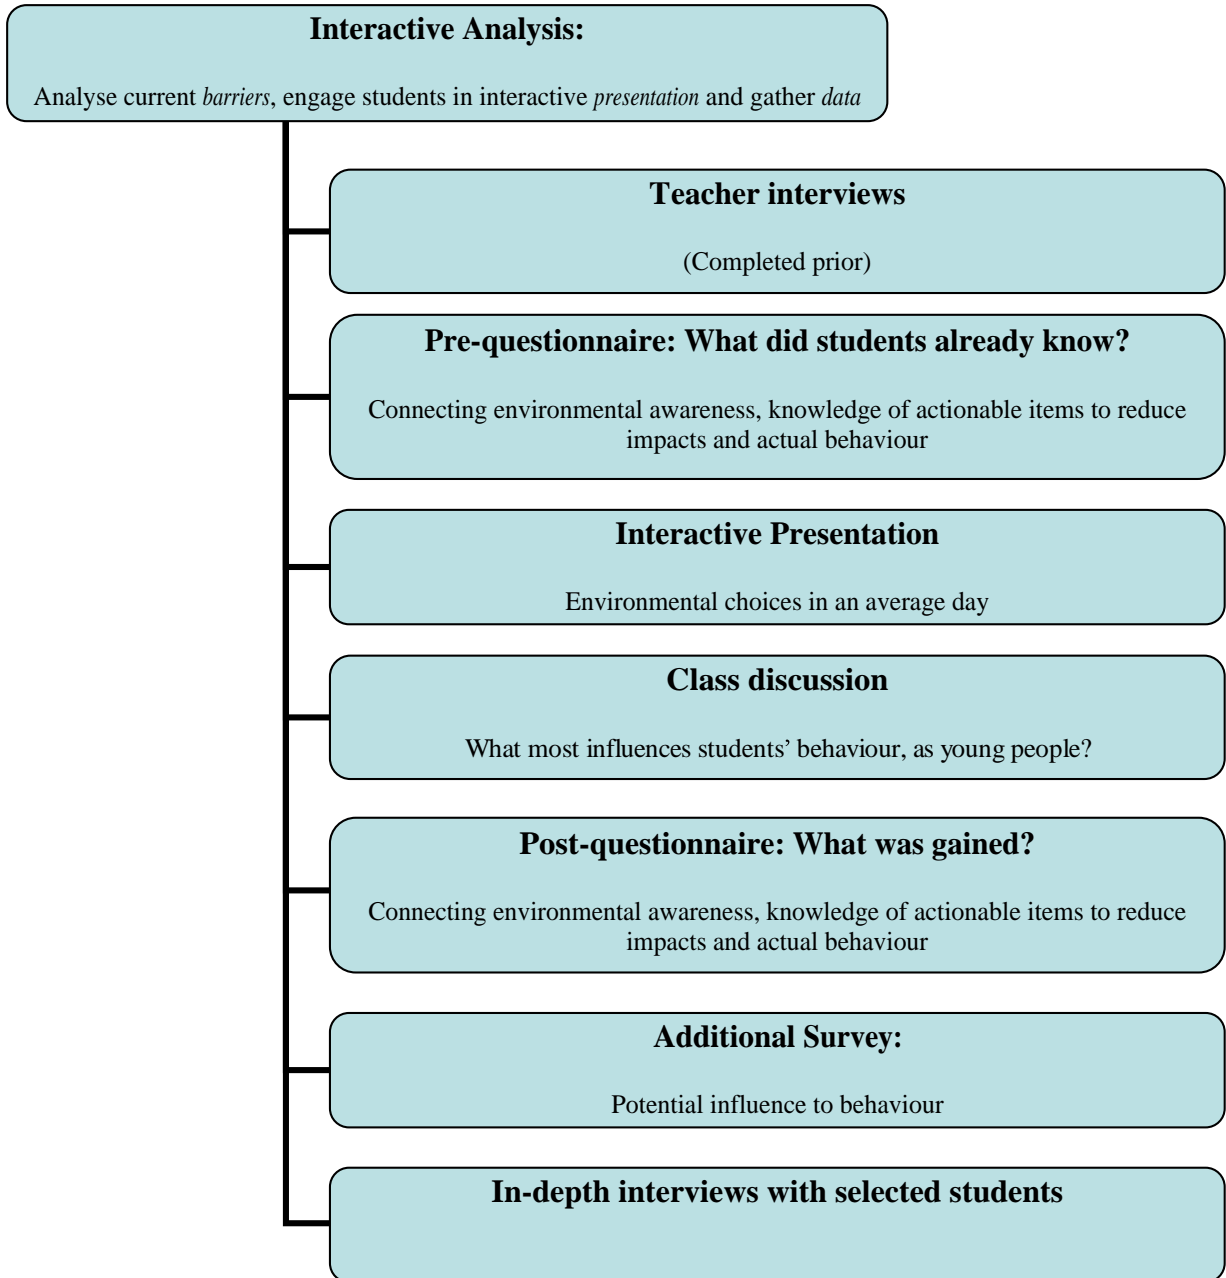 Interactive Analysis:
Analyse current barriers, engage students in interactive presentation and gather data
Teacher interviews
(Completed prior)
Pre-questionnaire: What did students already know?
Connecting environmental awareness, knowledge of actionable items to reduce
impacts and actual behaviour
Interactive Presentation
Environmental choices in an average day
Class discussion
What most influences students’ behaviour, as young people?
Post-questionnaire: What was gained?
Connecting environmental awareness, knowledge of actionable items to reduce
impacts and actual behaviour
Additional Survey:
Potential influence to behaviour
In-depth interviews with selected students